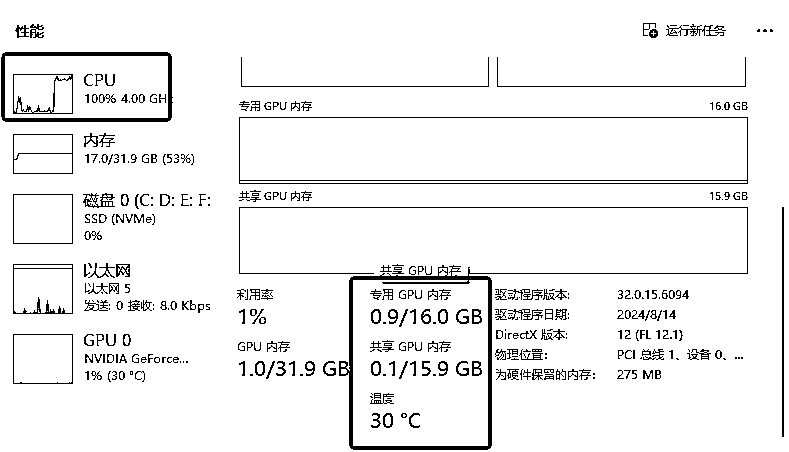 性能
运行新任务
CPU
100% 4.00 GHz
内存
17.0/31.9 GB (53%)
磁盘 0 (C: D: E: F:
SSD (NVMe)
0%
以太网
以太网 5
发送: 0 接收: 8.0 Kbps
GPU 0
NVIDIA GeForce...
1% (30 °C)
专用 GPU 内存
16.0 GB
共享 GPU 内存
15.9 GB
共享 GPU 内存
利用率
1%
GPU 内存
1.0/31.9 GB
专用 GPU 内存
0.9/16.0 GB
共享 GPU 内存
0.1/15.9 GB
温度
30 °C
驱动程序版本:
32.0.15.6094
驱动程序日期:
2024/8/14
DirectX 版本:
12 (FL 12.1)
物理位置:
PCI 总线 1、设备 0、...
为硬件保留的内存:
275 MB